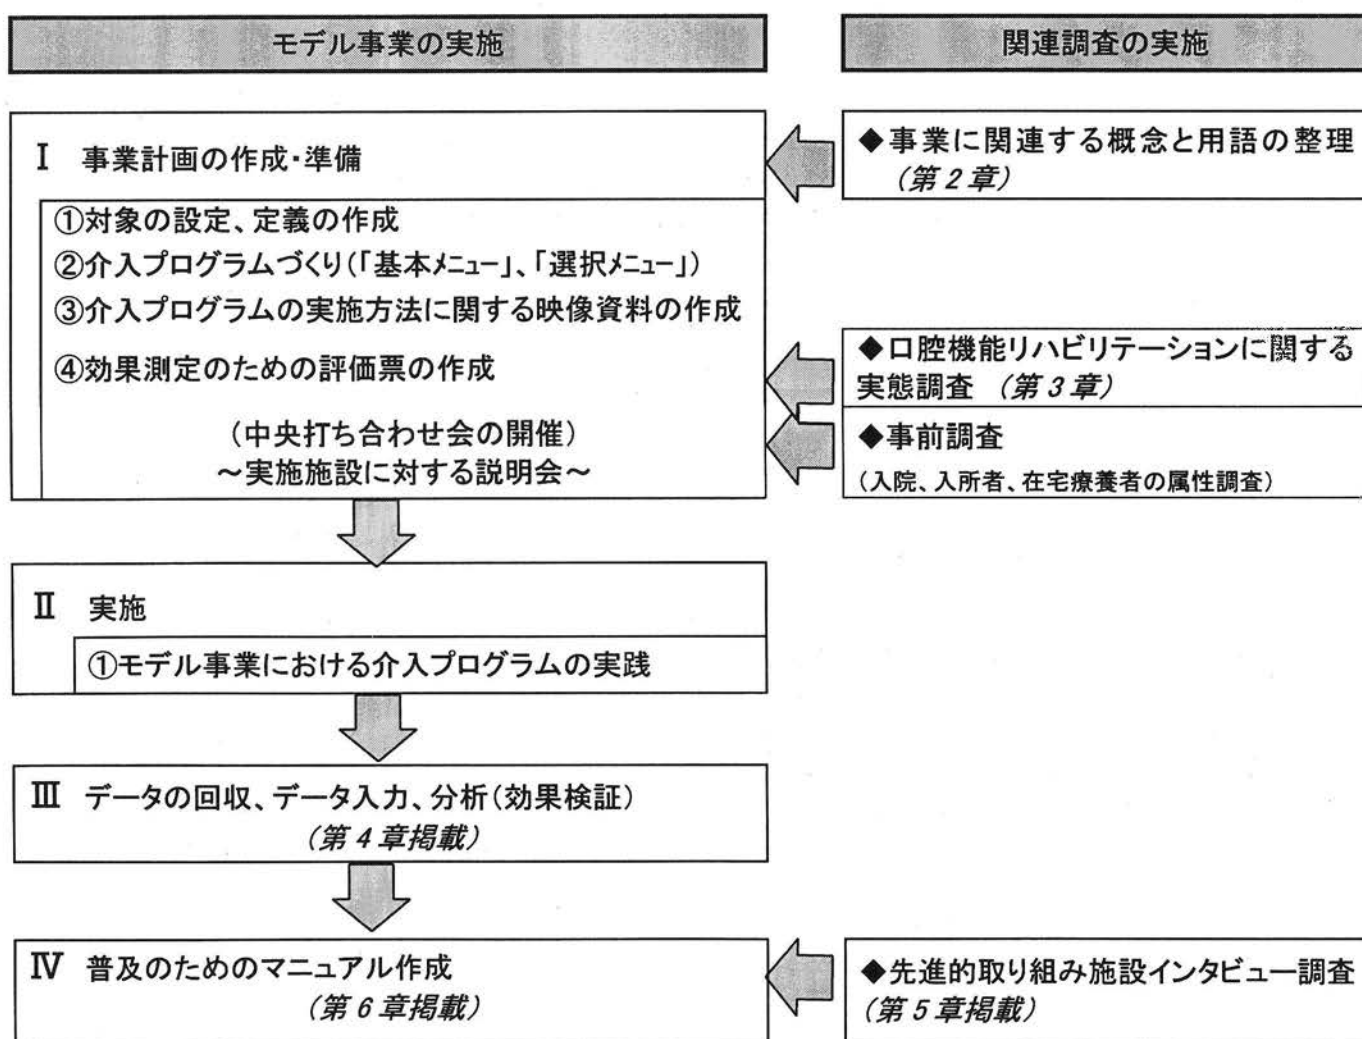 モデル事業の実施
関連調査の実施
Ⅰ 事業計画の作成・準備
①対象の設定、定義の作成
②介入プログラムづくり(「基本メニュー」、「選択メニュー」)
③介入プログラムの実施方法に関する映像資料の作成
④効果測定のための評価票の作成
(中央打ち合わせ会の開催)
~実施施設に対する説明会~
◆事業に関連する概念と用語の整理
(第2章)
◆口腔機能リハビリテーションに関する
実態調査 (第3章)
◆事前調査
(入院、入所者、在宅療養者の属性調査)
Ⅱ 実施
①モデル事業における介入プログラムの実践
Ⅲ データの回収、データ入力、分析(効果検証)
(第4章掲載)
Ⅳ 普及のためのマニュアル作成
(第6章掲載)
◆先進的取り組み施設インタビュー調査
(第5章掲載)